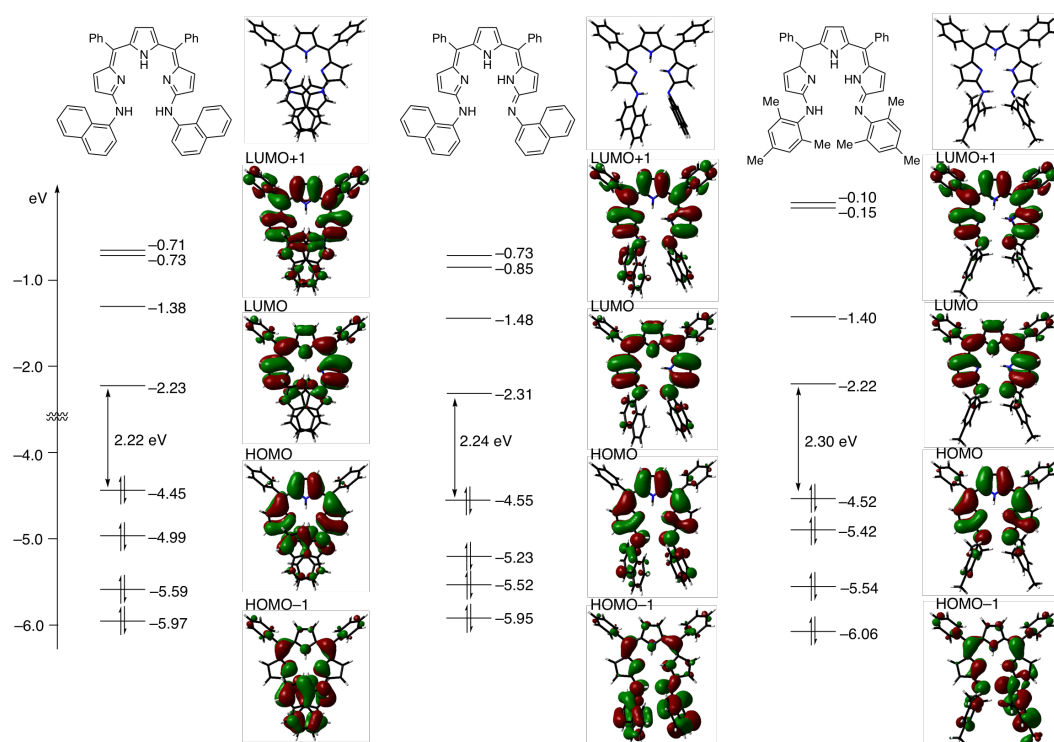 Ph
Ph
N
H
N
N
NH
HN
Ph
Ph
N
H
N
HN
NH
N
Ph
Ph
N
H
N
HN
Me
NH
N
Me
Me
Me
Me
Me
eV
−1.0
−2.0
−4.0
−5.0
−6.0
−0.71
−0.73
−1.38
−2.23
2.22 eV
−4.45
−4.99
−5.59
−5.97
LUMO+1
LUMO
HOMO
HOMO−1
−0.73
−0.85
−1.48
−2.31
2.24 eV
−4.55
−5.23
−5.52
−5.95
LUMO+1
LUMO
HOMO
HOMO−1
−0.10
−0.15
−1.40
−2.22
2.30 eV
−4.52
−5.42
−5.54
−6.06
LUMO+1
LUMO
HOMO
HOMO−1